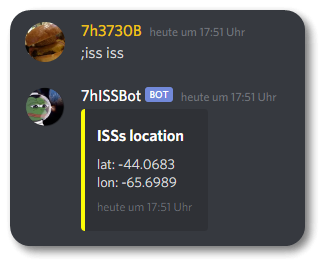 7h3730B heute um 17:51 Uhr
;iss iss
7hISSBot BOT heute um 17:51 Uhr
ISSs location
lat: -44.0683
lon: -65.6989
heute um 17:51 Uhr